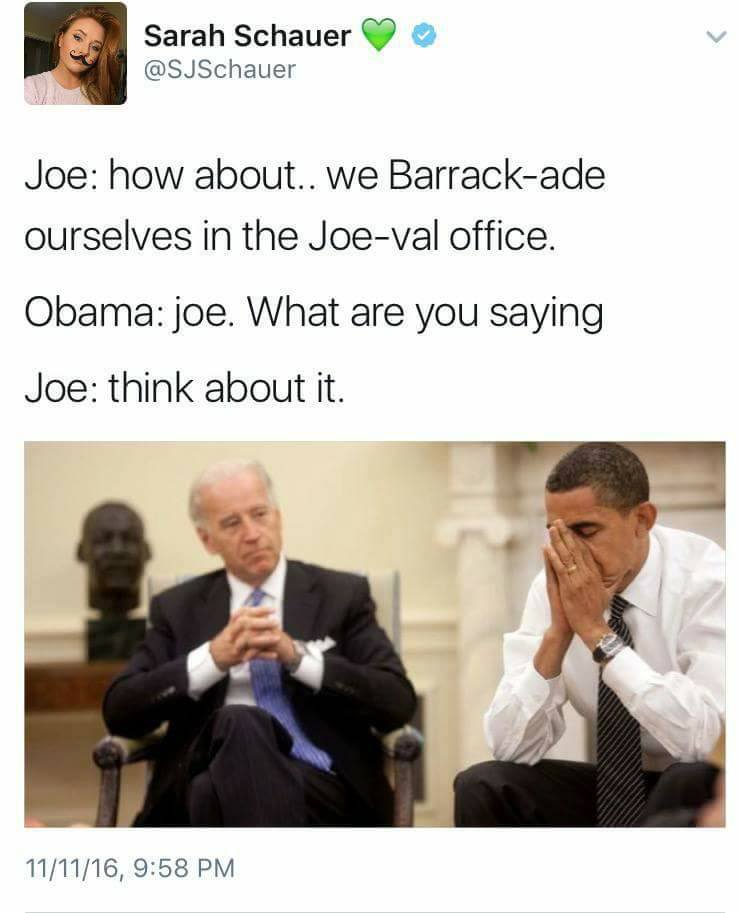 Sarah Schauer 💚
@SJSchauer
Joe: how about.. we Barrack-ade
ourselves in the Joe-val office.
Obama: joe. What are you saying
Joe: think about it.
11/11/16, 9:58 PM